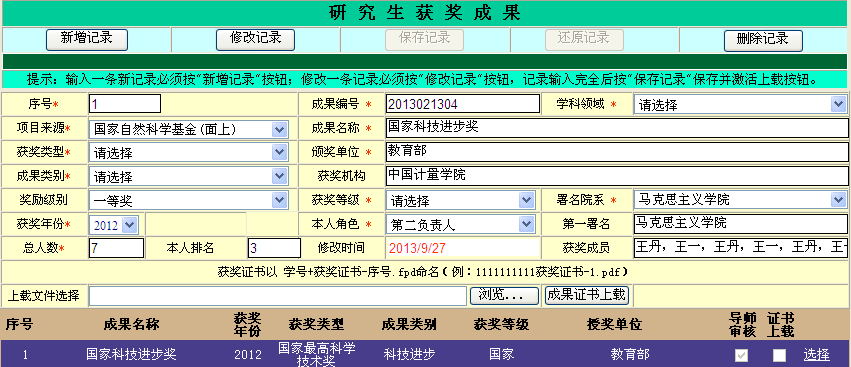 研 究 生 获 奖 成 果
新增记录 修改记录 保存记录 还原记录 删除记录
提示：输入一条新记录必须按“新增记录”按钮；修改一条记录必须按“修改记录”按钮，记录输入完全后按“保存记录”保存并激活上载按钮。
序号* 1 成果编号 * 2013021304 学科领域 * 请选择
项目来源* 国家自然科学基金(面上) 成果名称 * 国家科技进步奖
获奖类型* 请选择 颁奖单位 * 教育部
成果类别* 请选择 获奖机构 中国计量学院
奖励级别 一等奖 获奖等级 * 请选择 署名院系 * 马克思主义学院
获奖年份* 2012 本人角色 * 第二负责人 第一署名 马克思主义学院
总人数* 7 本人排名 3 修改时间 2013/9/27 获奖成员 王丹，王一，王丹，王一，王丹，王一
获奖证书以 学号+获奖证书-序号.fpd命名(例：1111111111获奖证书-1.pdf)
上载文件选择 浏览... 成果证书上载
序号 成果名称 获奖年份 获奖类型 成果类别 获奖等级 授奖单位 导师审核 证书上载
1 国家科技进步奖 2012 国家最高科学技术奖 科技进步 国家 教育部 选择